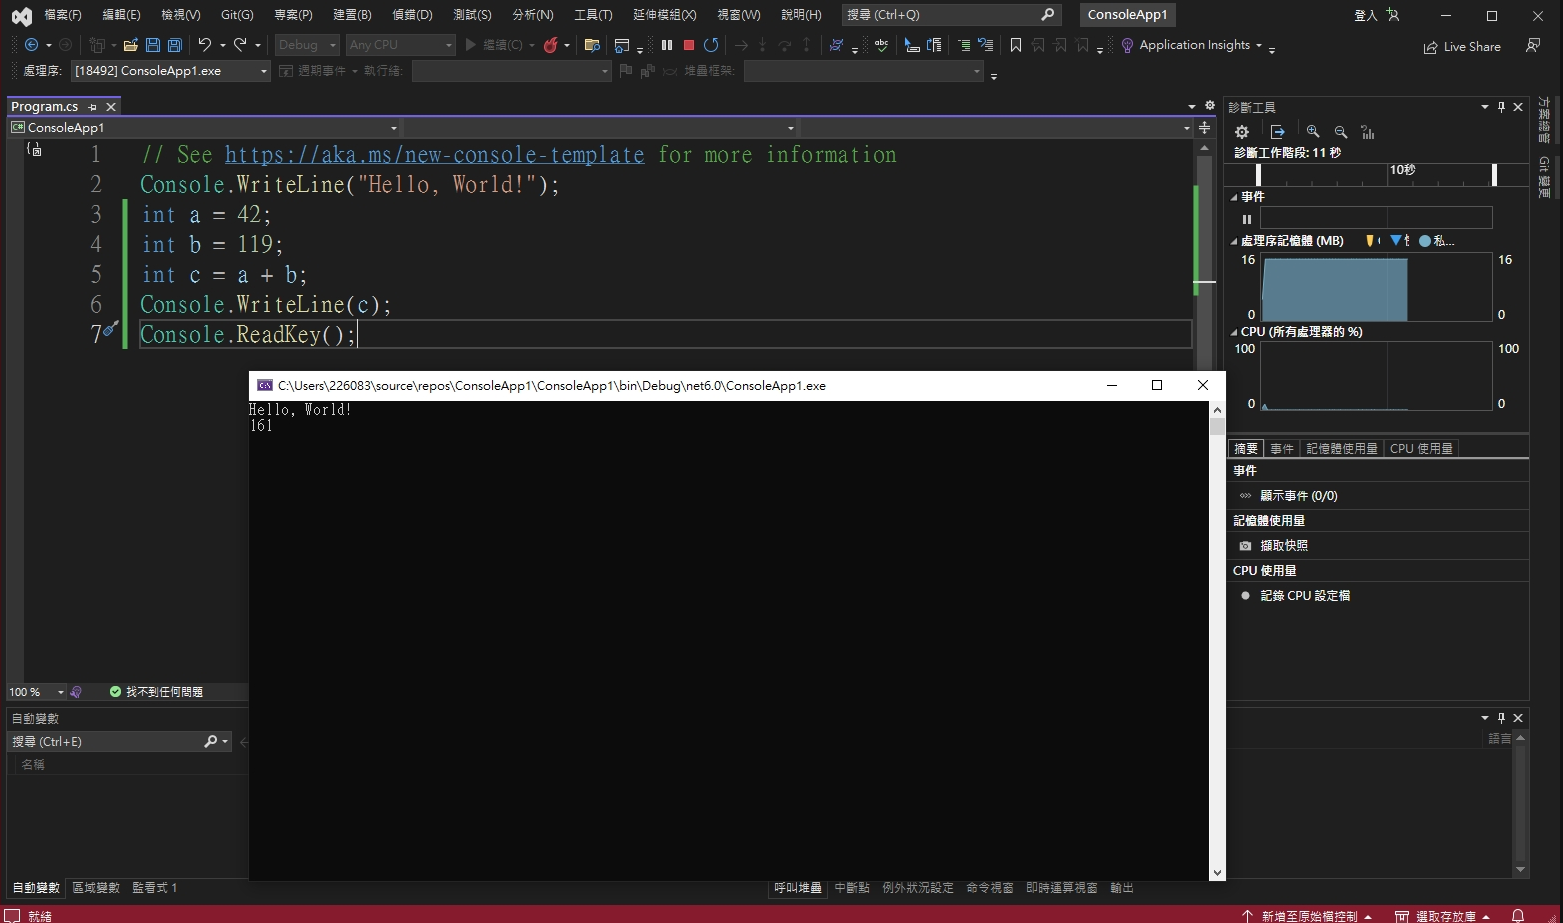 檔案(F) 編輯(E) 檢視(V) Git(G) 專案(P) 建置(B) 偵錯(D) 測試(S) 分析(N) 工具(T) 延伸模組(X) 視窗(W) 說明(H) 搜尋 (Ctrl+Q) ConsoleApp1 登入
Debug Any CPU 繼續(C) Application Insights Live Share
處理序: [18492] ConsoleApp1.exe 週期事件 執行緒: 堆疊框架:
Program.cs
ConsoleApp1
1 // See https://aka.ms/new-console-template for more information
2 Console.WriteLine("Hello, World!");
3 int a = 42;
4 int b = 119;
5 int c = a + b;
6 Console.WriteLine(c);
7 Console.ReadKey();
C:\Users\226083\source\repos\ConsoleApp1\ConsoleApp1\bin\Debug\net6.0\ConsoleApp1.exe
Hello, World!
161
100 % 找不到任何問題
自動變數
搜尋 (Ctrl+E)
名稱
自動變數 區域變數 監看式 1
診斷工具
診斷工作階段: 11 秒
10秒
事件
處理序記憶體 (MB) 私...
16 16
0 0
CPU (所有處理器的 %)
100 100
0 0
摘要 事件 記憶體使用量 CPU 使用量
事件
顯示事件 (0/0)
記憶體使用量
擷取快照
CPU 使用量
記錄 CPU 設定檔
語言
呼叫堆疊 中斷點 例外狀況設定 命令視窗 即時運算視窗 輸出
方案總管
Git 變更
就緒 新增至原始檔控制 選取存放庫